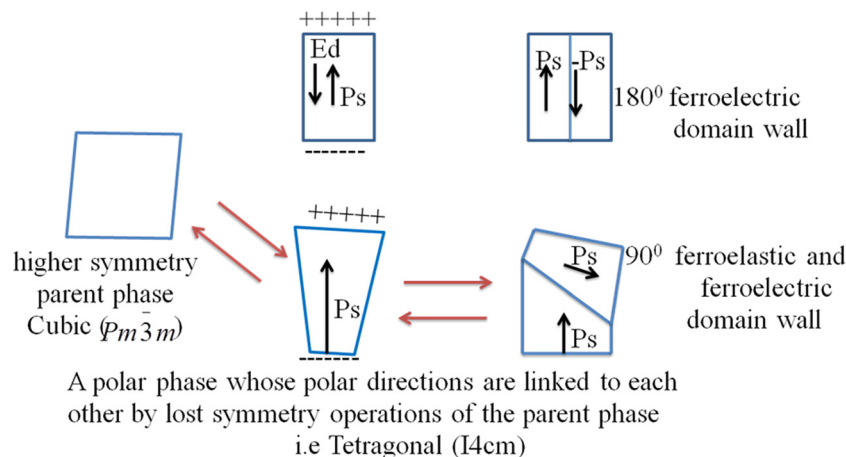 +++++
Ed
Ps
-------
Ps -Ps
180⁰ ferroelectric
domain wall
higher symmetry
parent phase
Cubic (Pm3̄m)
+++++
Ps
-------
Ps
Ps
90⁰ ferroelastic and
ferroelectric
domain wall
A polar phase whose polar directions are linked to each
other by lost symmetry operations of the parent phase
i.e Tetragonal (I4cm)